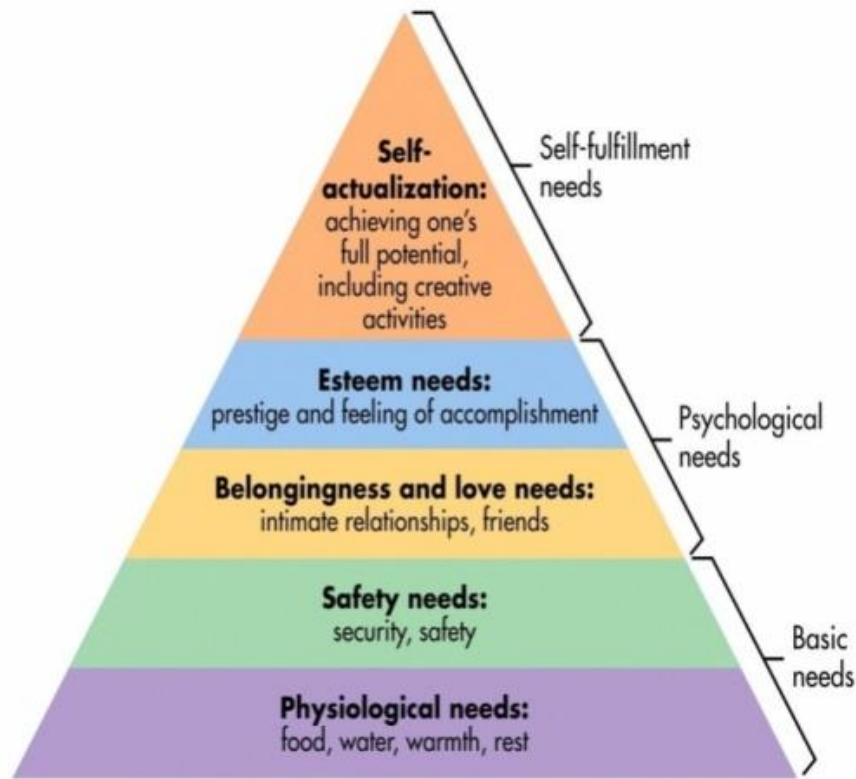 Self-
actualization:
achieving one's
full potential,
including creative
activities
Self-fulfillment
needs
Esteem needs:
prestige and feeling of accomplishment
Psychological
needs
Belongingness and love needs:
intimate relationships, friends
Safety needs:
security, safety
Basic
needs
Physiological needs:
food, water, warmth, rest